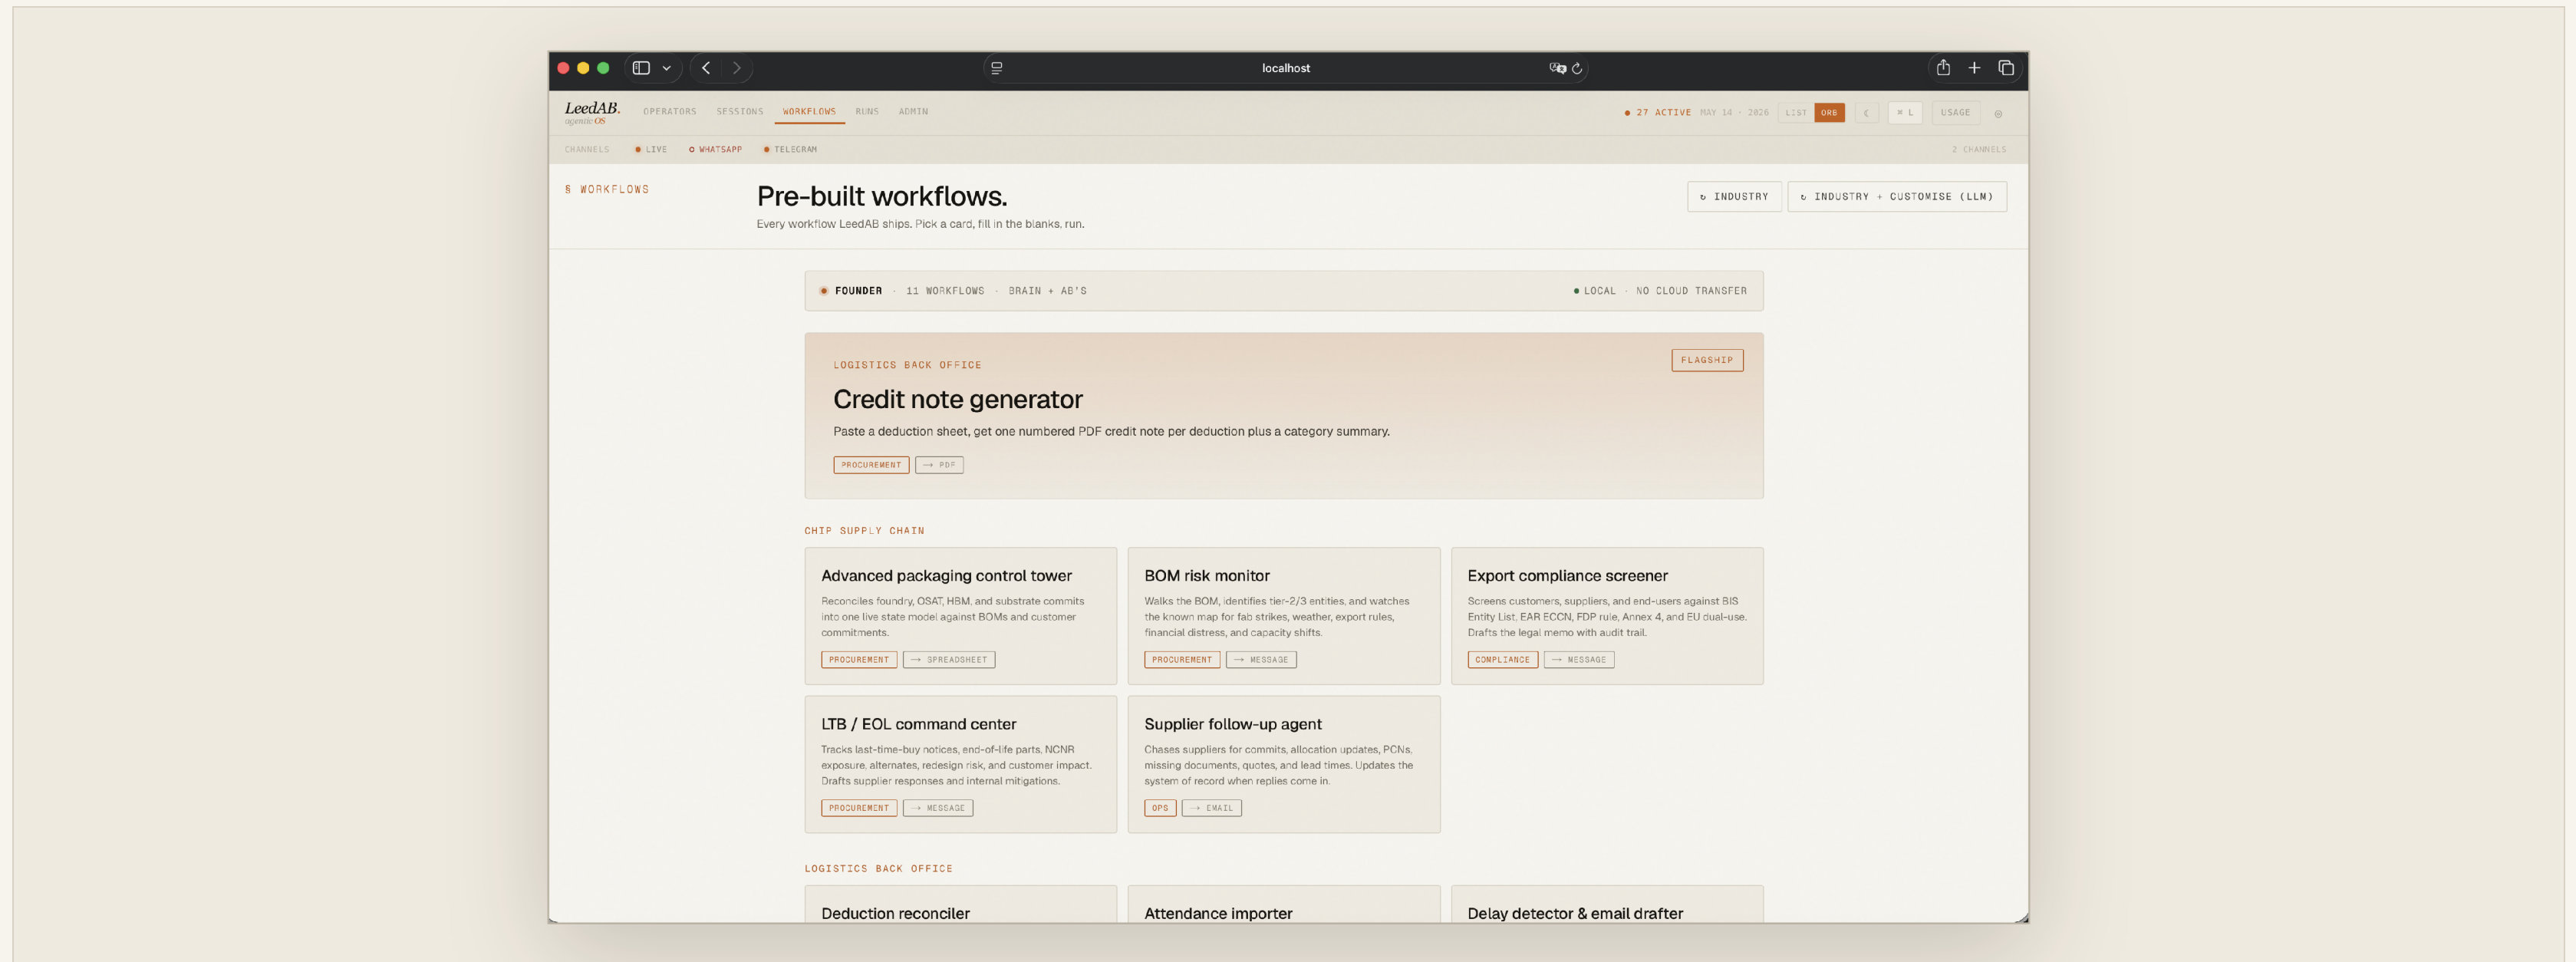 localhost
LeedAB.
agentic OS
OPERATORS SESSIONS WORKFLOWS RUNS ADMIN
27 ACTIVE MAY 14 · 2026 LIST ORB ☾ ⌘ L USAGE ◎
CHANNELS LIVE WHATSAPP TELEGRAM
2 CHANNELS
§ WORKFLOWS
Pre-built workflows.
Every workflow LeedAB ships. Pick a card, fill in the blanks, run.
↻ INDUSTRY
↻ INDUSTRY + CUSTOMISE (LLM)
FOUNDER · 11 WORKFLOWS · BRAIN + AB'S
LOCAL · NO CLOUD TRANSFER
LOGISTICS BACK OFFICE
FLAGSHIP
Credit note generator
Paste a deduction sheet, get one numbered PDF credit note per deduction plus a category summary.
PROCUREMENT → PDF
CHIP SUPPLY CHAIN
Advanced packaging control tower
Reconciles foundry, OSAT, HBM, and substrate commits
into one live state model against BOMs and customer
commitments.
PROCUREMENT → SPREADSHEET
BOM risk monitor
Walks the BOM, identifies tier-2/3 entities, and watches
the known map for fab strikes, weather, export rules,
financial distress, and capacity shifts.
PROCUREMENT → MESSAGE
Export compliance screener
Screens customers, suppliers, and end-users against BIS
Entity List, EAR ECCN, FDP rule, Annex 4, and EU dual-use.
Drafts the legal memo with audit trail.
COMPLIANCE → MESSAGE
LTB / EOL command center
Tracks last-time-buy notices, end-of-life parts, NCNR
exposure, alternates, redesign risk, and customer impact.
Drafts supplier responses and internal mitigations.
PROCUREMENT → MESSAGE
Supplier follow-up agent
Chases suppliers for commits, allocation updates, PCNs,
missing documents, quotes, and lead times. Updates the
system of record when replies come in.
OPS → EMAIL
LOGISTICS BACK OFFICE
Deduction reconciler
Attendance importer
Delay detector & email drafter